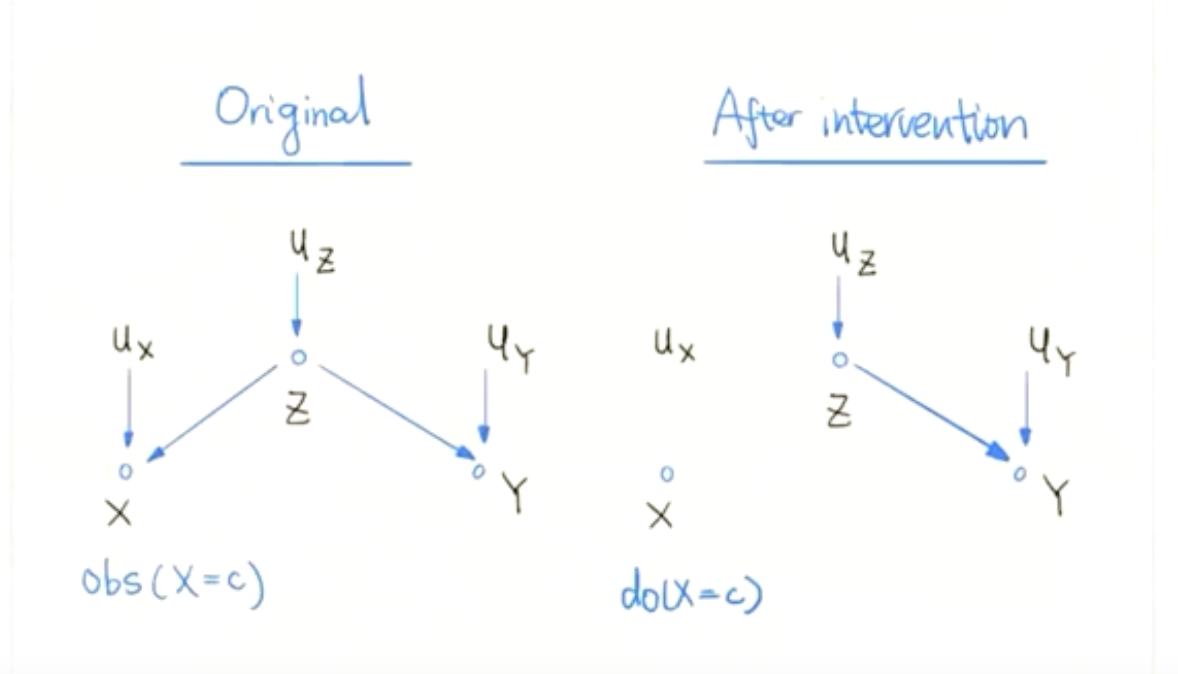 Original
After intervention
u_Z
u_X
u_Y
Z
X
Y
obs(X=c)
u_Z
u_X
u_Y
Z
X
Y
do(X=c)